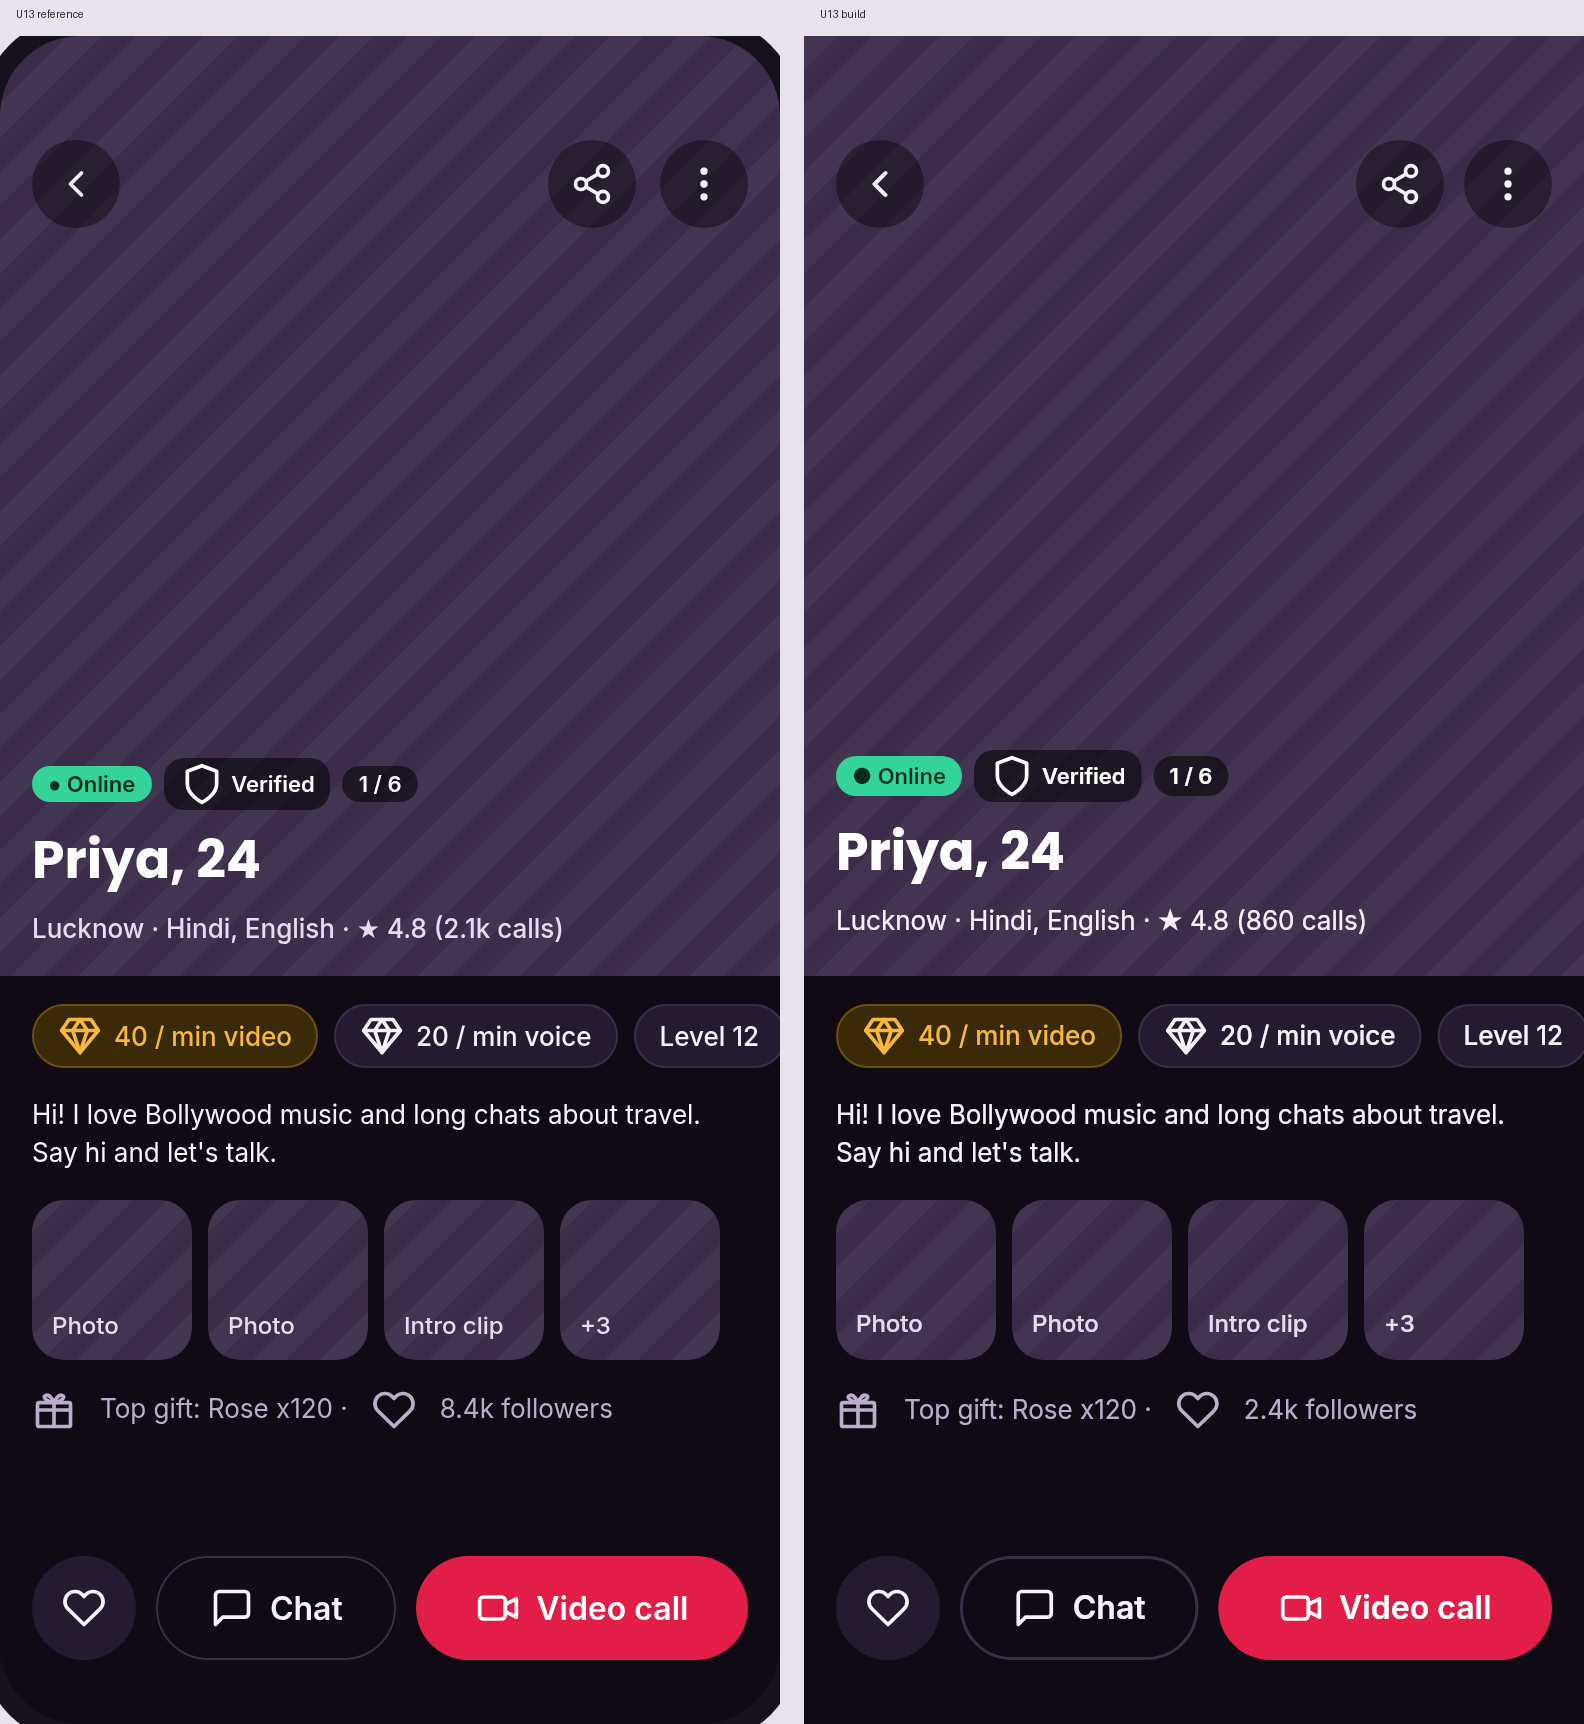 U13 reference
● Online
Verified
1 / 6
Priya, 24
Lucknow · Hindi, English · ★ 4.8 (2.1k calls)
40 / min video
20 / min voice
Level 12
Hi! I love Bollywood music and long chats about travel.
Say hi and let's talk.
Photo
Photo
Intro clip
+3
Top gift: Rose x120 ·
8.4k followers
Chat
Video call
U13 build
● Online
Verified
1 / 6
Priya, 24
Lucknow · Hindi, English · ★ 4.8 (860 calls)
40 / min video
20 / min voice
Level 12
Hi! I love Bollywood music and long chats about travel.
Say hi and let's talk.
Photo
Photo
Intro clip
+3
Top gift: Rose x120 ·
2.4k followers
Chat
Video call